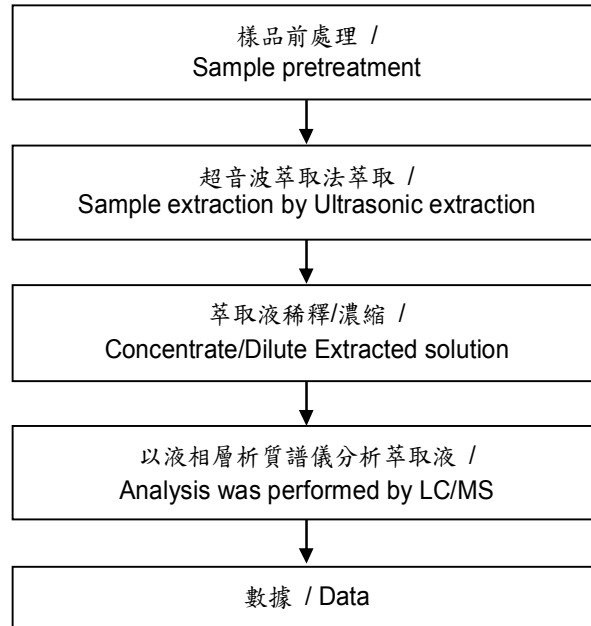 樣品前處理 /
Sample pretreatment
超音波萃取法萃取 /
Sample extraction by Ultrasonic extraction
萃取液稀釋/濃縮 /
Concentrate/Dilute Extracted solution
以液相層析質譜儀分析萃取液 /
Analysis was performed by LC/MS
數據 / Data